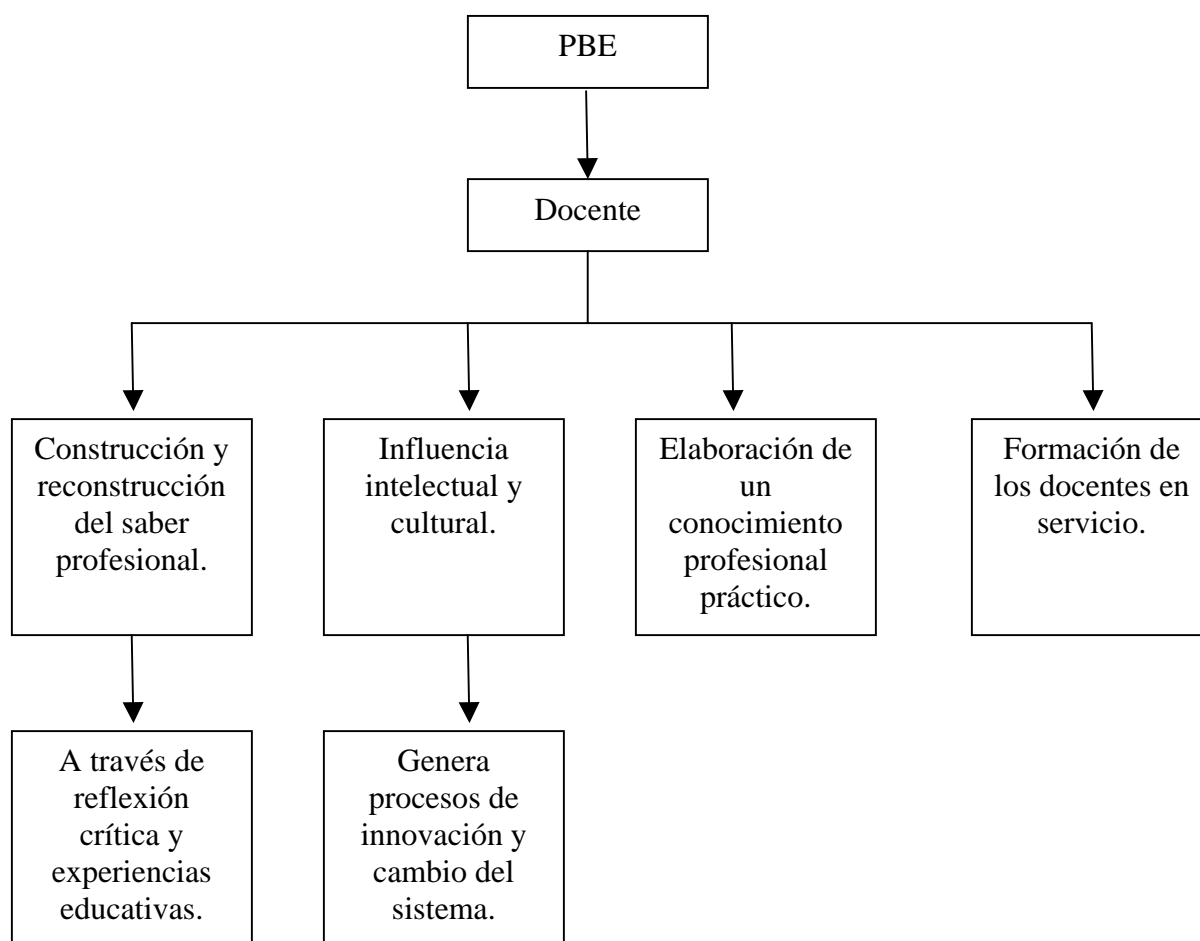 PBE
Docente
Construcción y
reconstrucción
del saber
profesional.
Influencia
intelectual y
cultural.
Elaboración de
un
conocimiento
profesional
práctico.
Formación de
los docentes en
servicio.
A través de
reflexión
crítica y
experiencias
educativas.
Genera
procesos de
innovación y
cambio del
sistema.